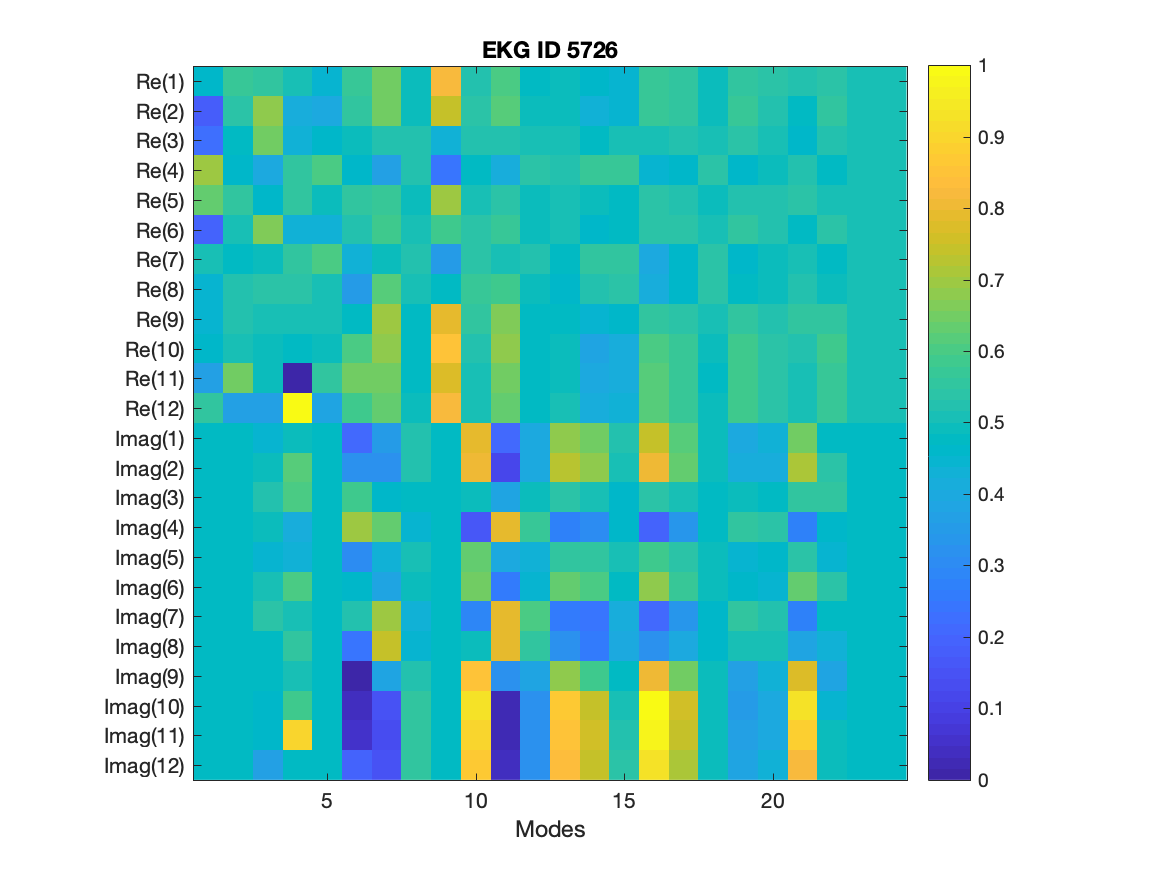 EKG ID 5726
Re(1)
Re(2)
Re(3)
Re(4)
Re(5)
Re(6)
Re(7)
Re(8)
Re(9)
Re(10)
Re(11)
Re(12)
Imag(1)
Imag(2)
Imag(3)
Imag(4)
Imag(5)
Imag(6)
Imag(7)
Imag(8)
Imag(9)
Imag(10)
Imag(11)
Imag(12)
5 10 15 20
Modes
1
0.9
0.8
0.7
0.6
0.5
0.4
0.3
0.2
0.1
0